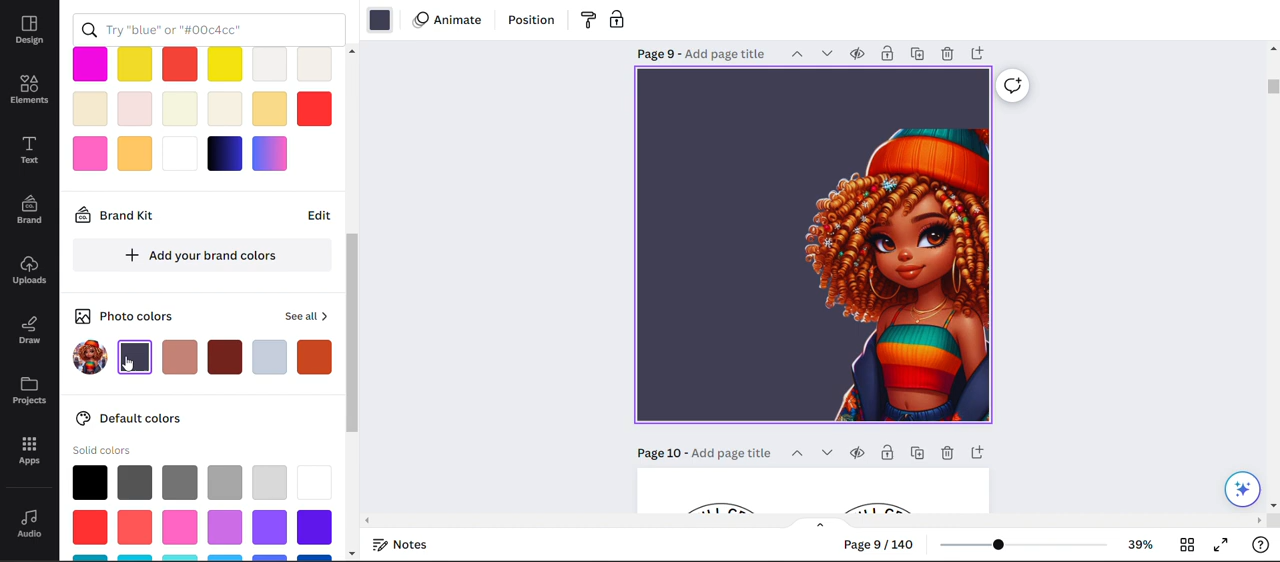 Design
Elements
Text
Brand
Uploads
Draw
Projects
Apps
Audio
Try "blue" or "#00c4cc"
Brand Kit
Edit
Add your brand colors
Photo colors
See all
Default colors
Solid colors
Animate
Position
Page 9 - Add page title
Page 10 - Add page title
Notes
Page 9 / 140
39%